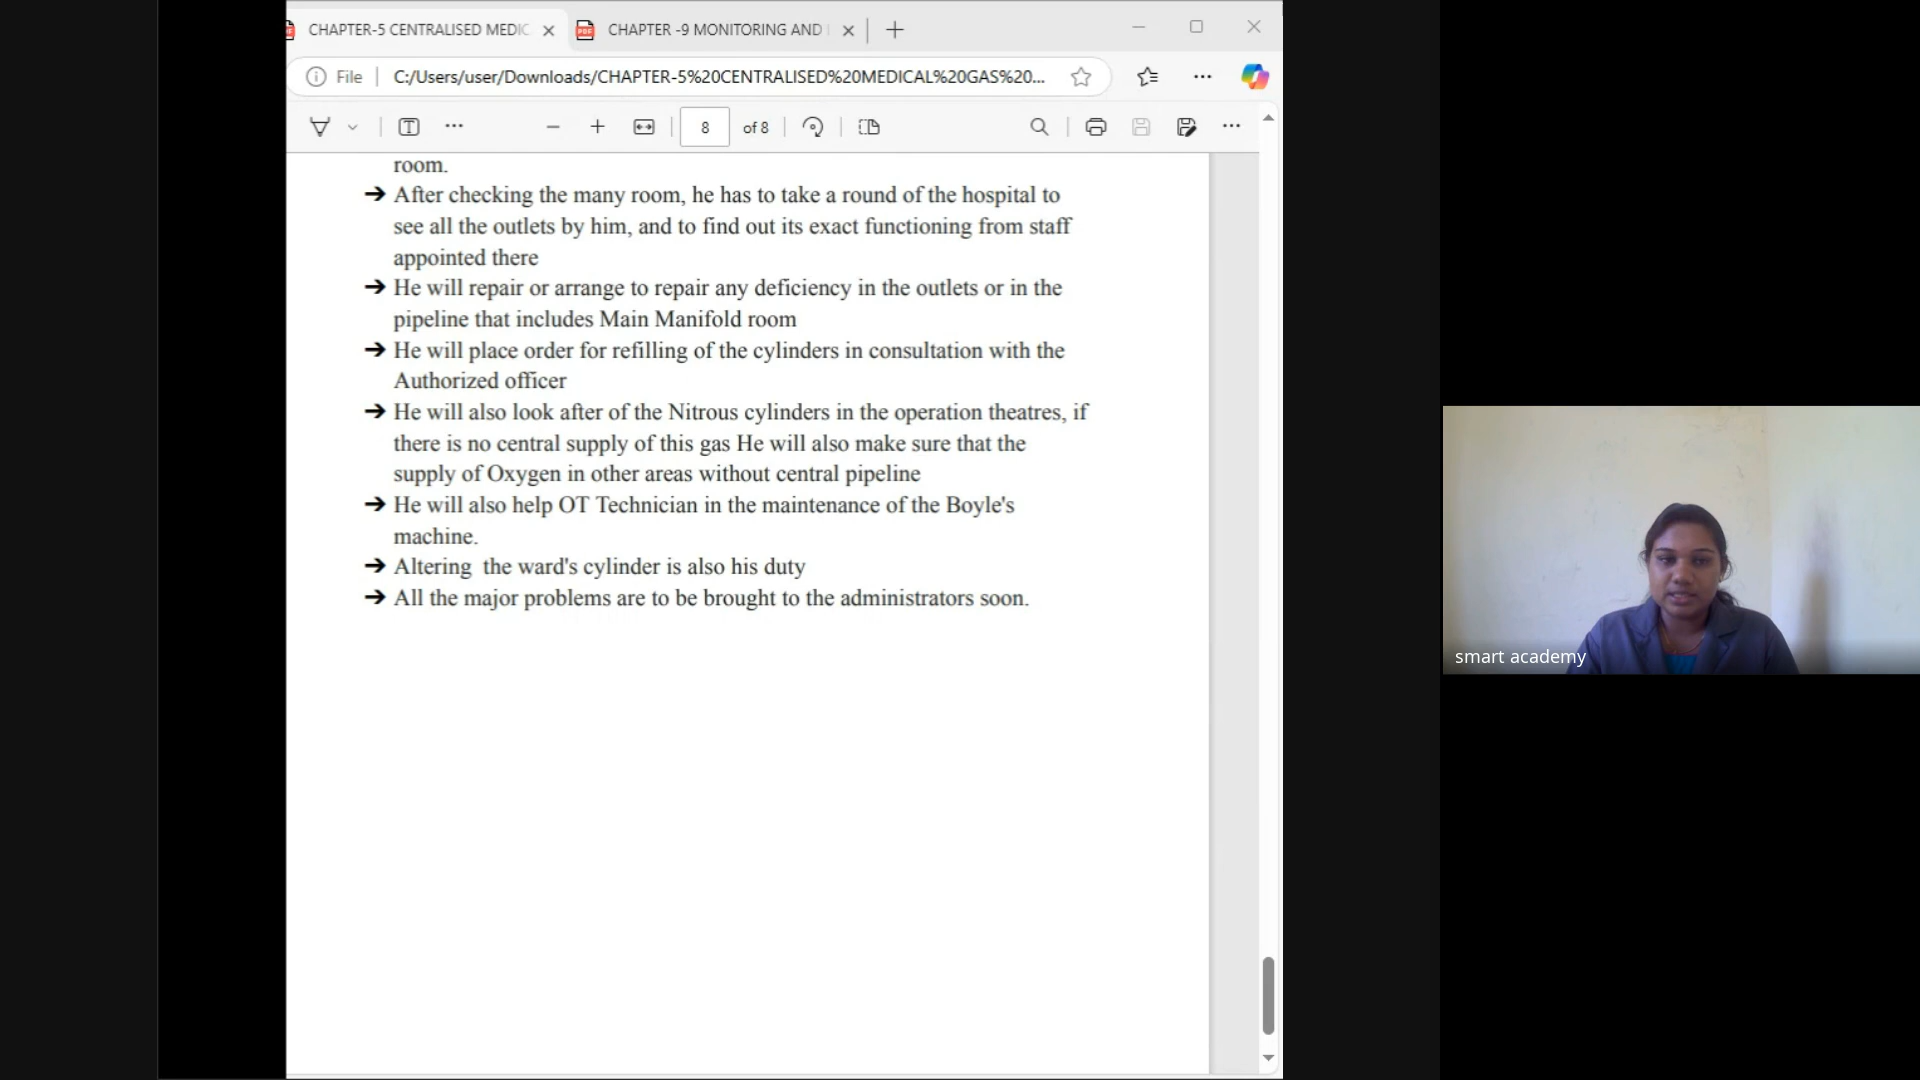 CHAPTER-5 CENTRALISED MEDIC
CHAPTER -9 MONITORING AND
File
C:/Users/user/Downloads/CHAPTER-5%20CENTRALISED%20MEDICAL%20GAS%20...
8 of 8
room.
➔ After checking the many room, he has to take a round of the hospital to
see all the outlets by him, and to find out its exact functioning from staff
appointed there
➔ He will repair or arrange to repair any deficiency in the outlets or in the
pipeline that includes Main Manifold room
➔ He will place order for refilling of the cylinders in consultation with the
Authorized officer
➔ He will also look after of the Nitrous cylinders in the operation theatres, if
there is no central supply of this gas He will also make sure that the
supply of Oxygen in other areas without central pipeline
➔ He will also help OT Technician in the maintenance of the Boyle's
machine.
➔ Altering the ward's cylinder is also his duty
➔ All the major problems are to be brought to the administrators soon.
smart academy